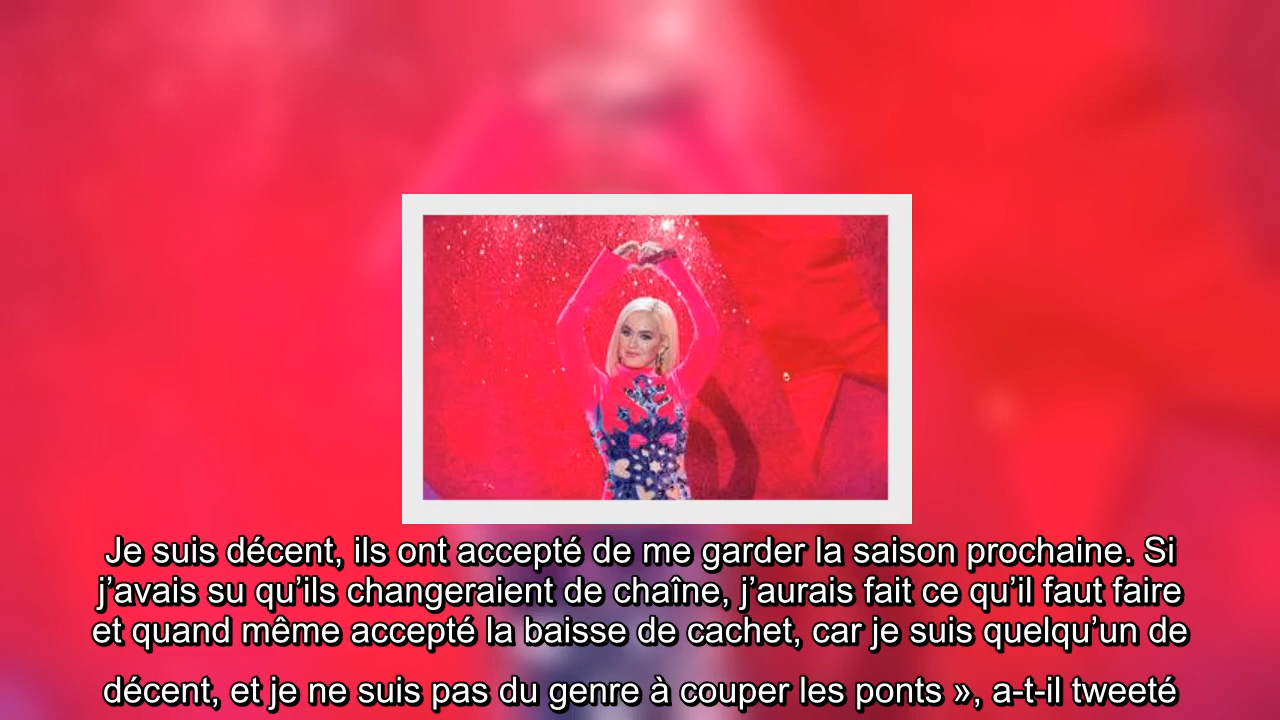 Je suis décent, ils ont accepté de me garder la saison prochaine. Si
j’avais su qu’ils changeraient de chaîne, j’aurais fait ce qu’il faut faire
et quand même accepté la baisse de cachet, car je suis quelqu’un de
décent, et je ne suis pas du genre à couper les ponts », a-t-il tweeté